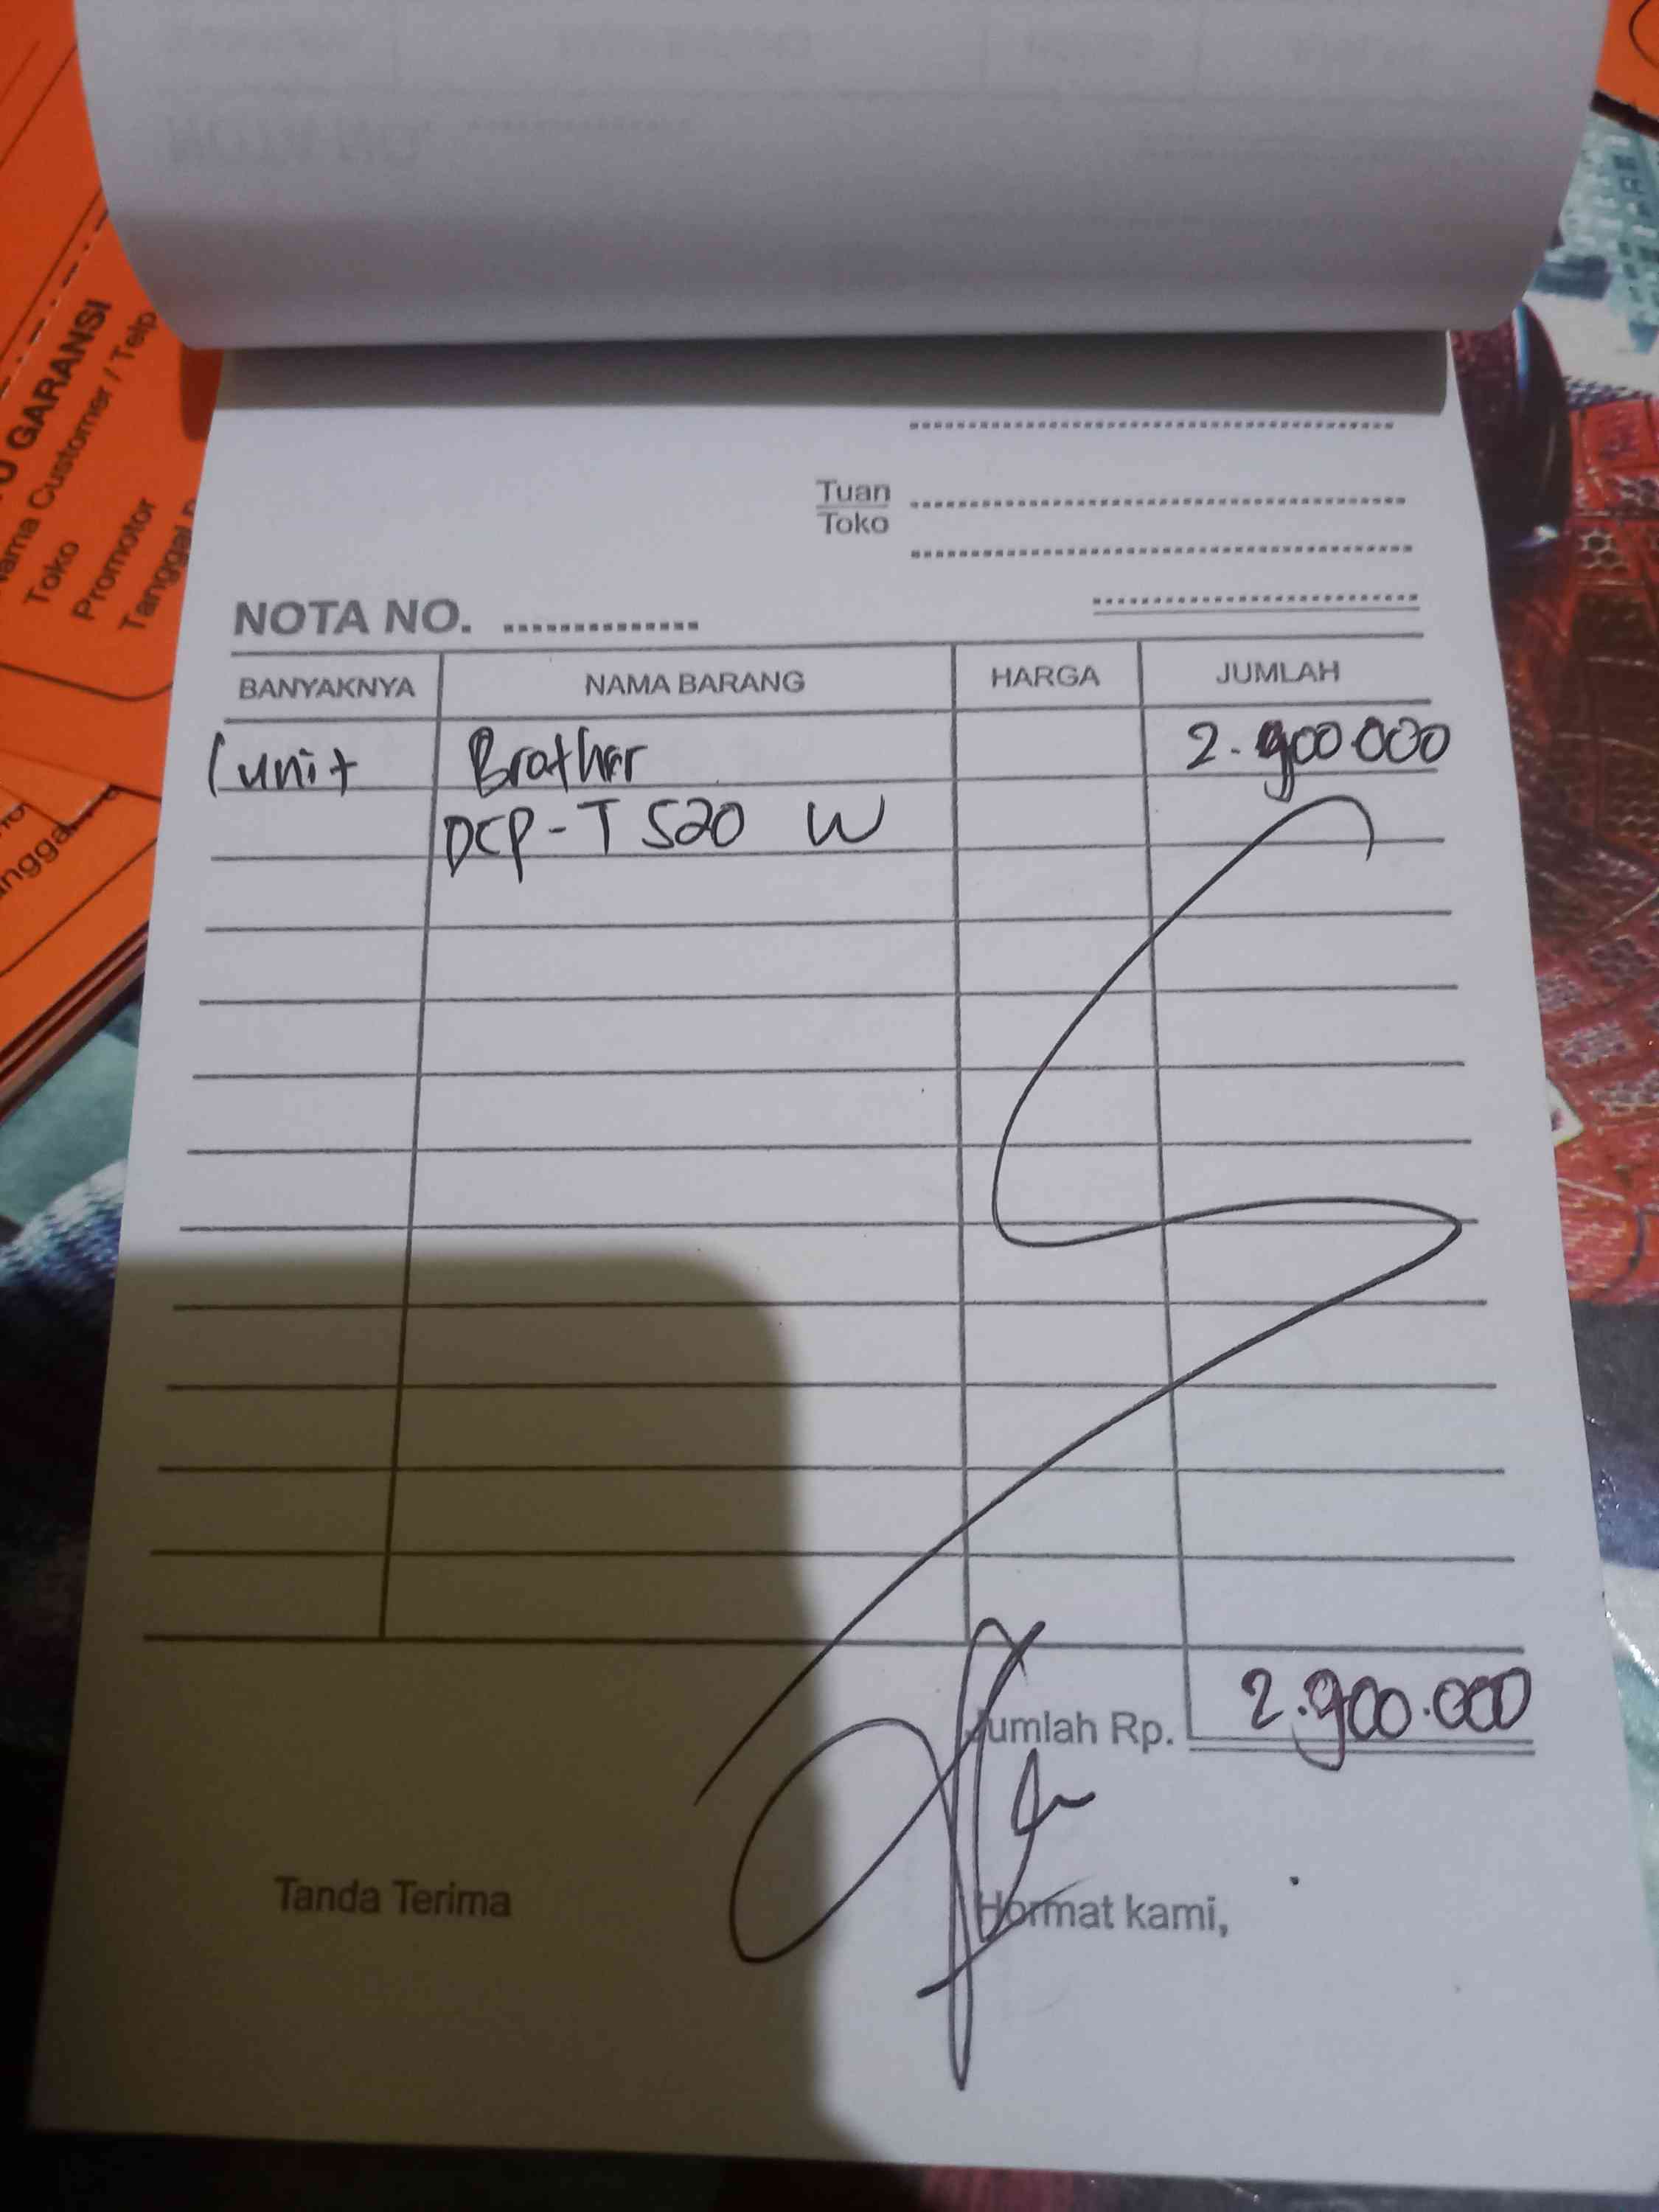 GARANSI
Nama Customer / Telp
Toko
Promotor
Tanggal
Tuan
Toko
NOTA NO.
BANYAKNYA NAMA BARANG HARGA JUMLAH
1 unit Brother 2.900.000
DCP-T520 W
Jumlah Rp. 2.900.000
Tanda Terima Hormat kami,